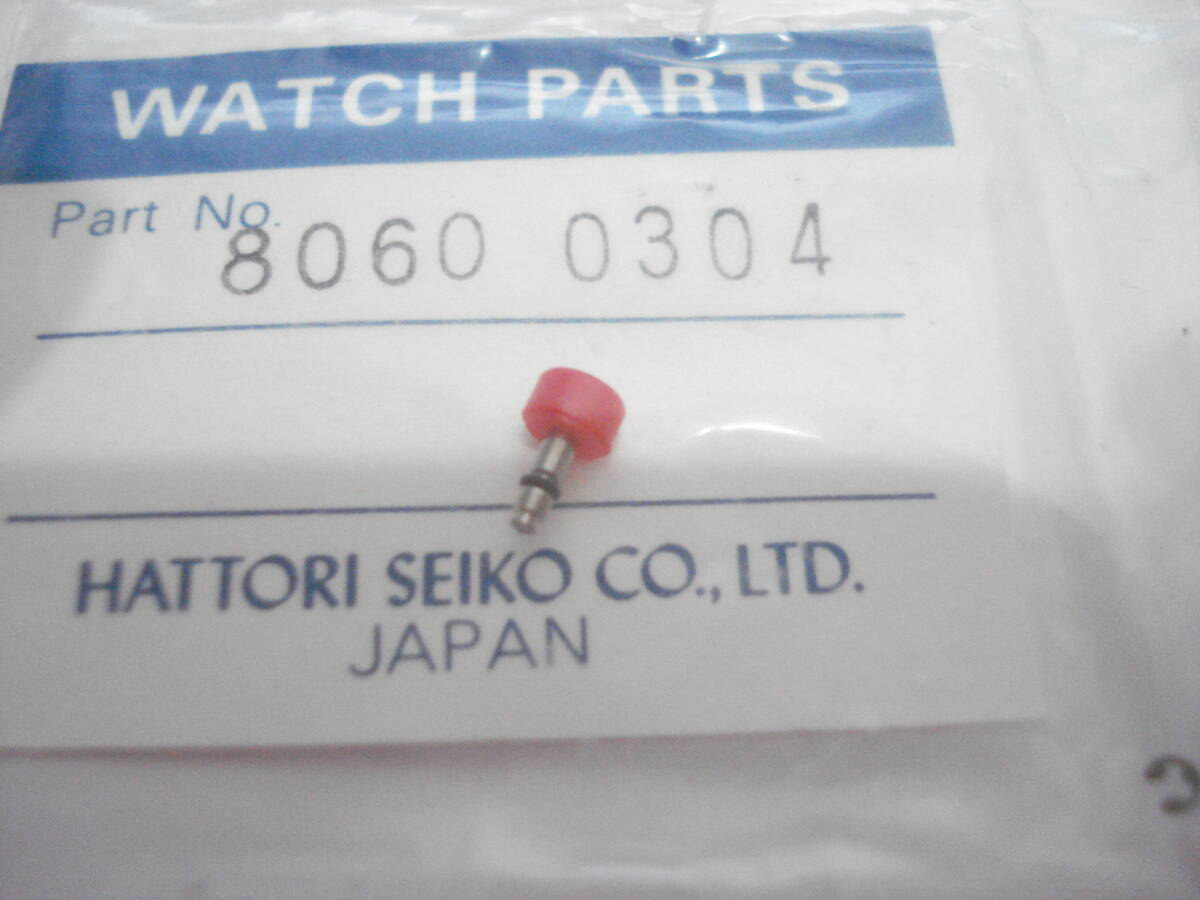 WATCH PARTS
Part No. 8060 0304
HATTORI SEIKO CO., LTD.
JAPAN